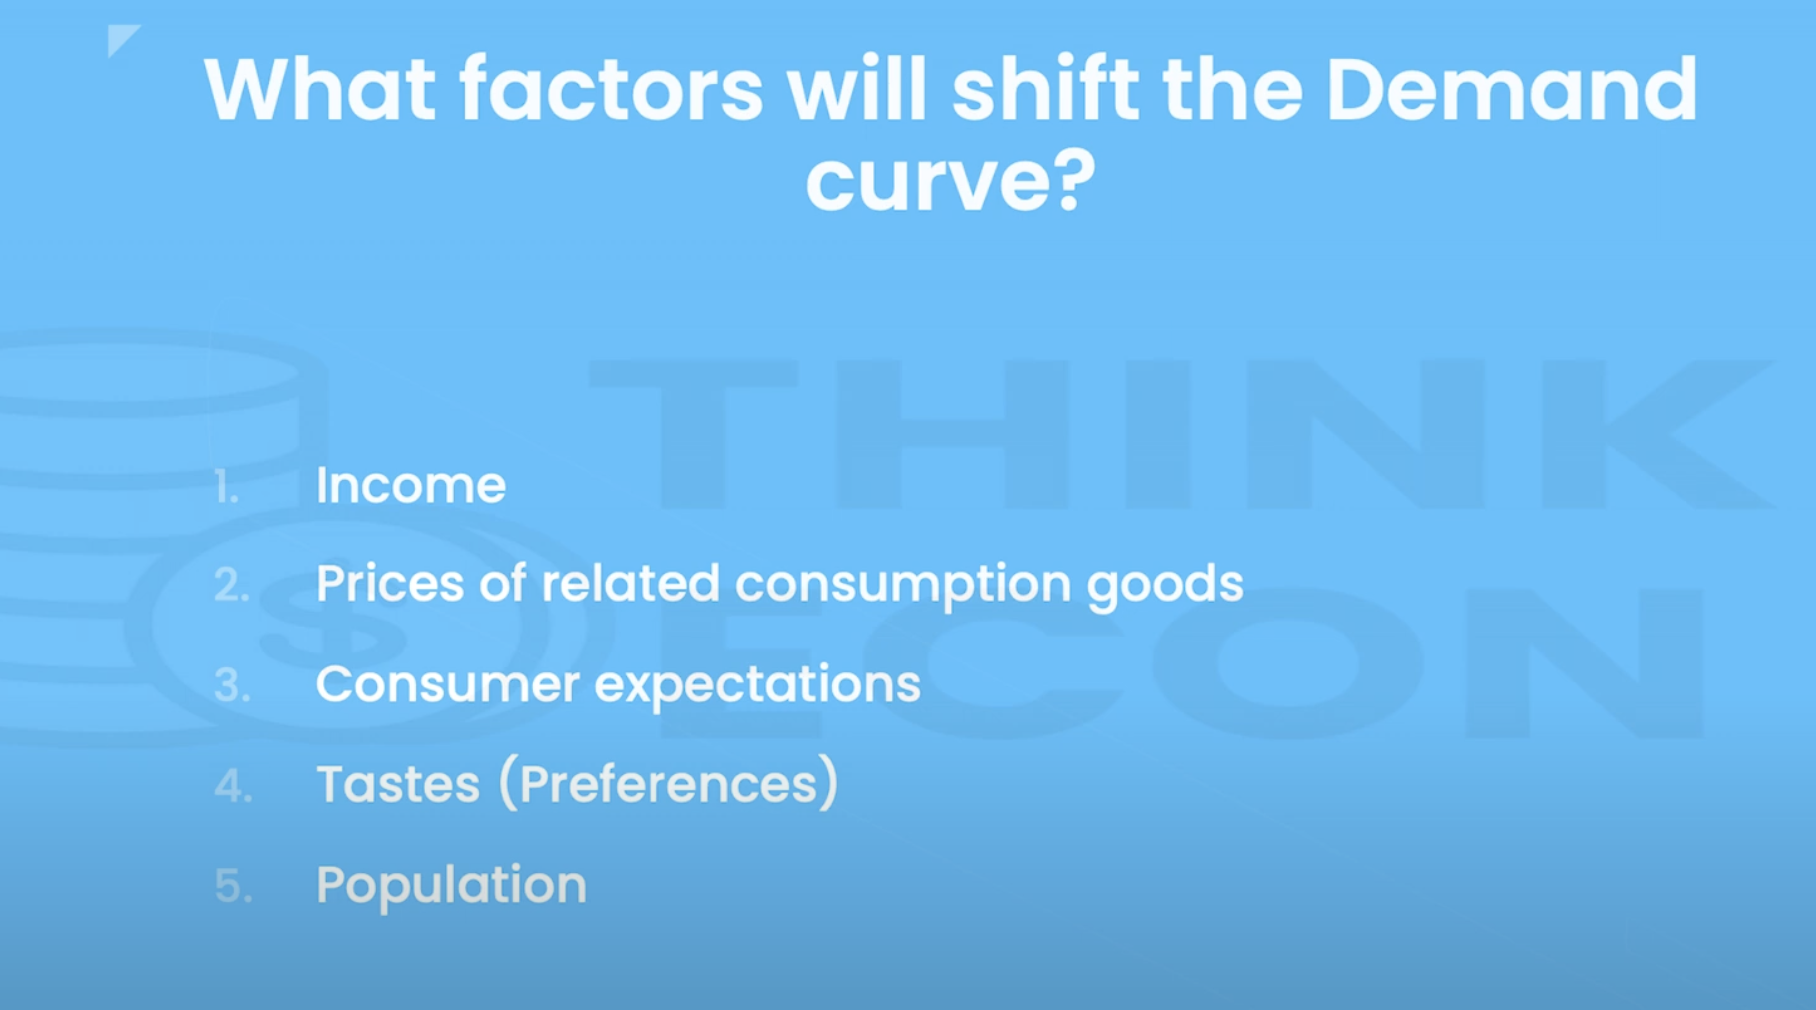 What factors will shift the Demand
curve?
THINK
ECON
$
1. Income
2. Prices of related consumption goods
3. Consumer expectations
4. Tastes (Preferences)
5. Population